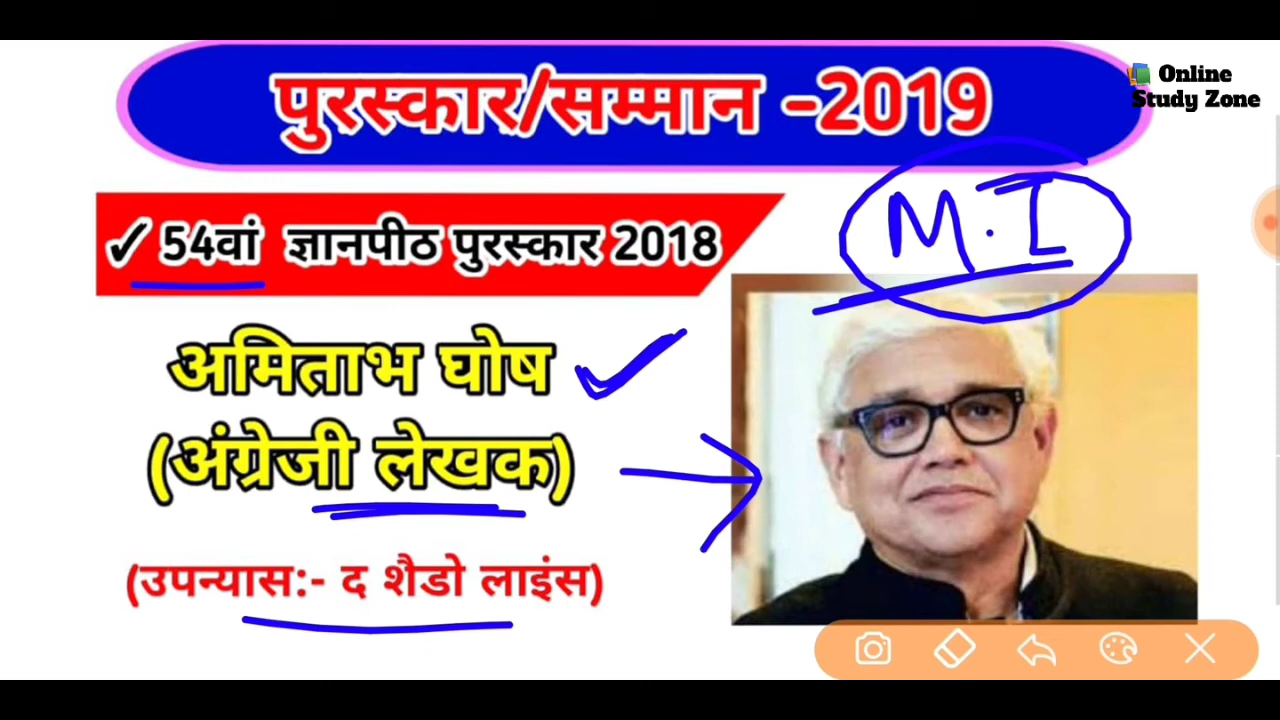 Online
Study Zone
पुरस्कार/सम्मान -2019
M.I
✓ 54वां ज्ञानपीठ पुरस्कार 2018
अमिताभ घोष
(अंग्रेजी लेखक)
(उपन्यास:- द शैडो लाइंस)